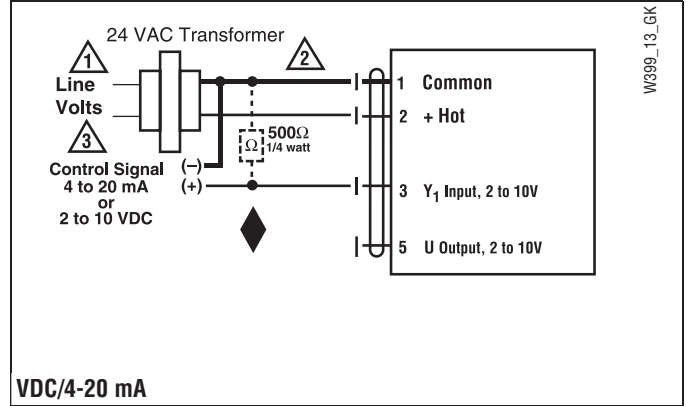 24 VAC Transformer
1
2
Line
Volts
3
Control Signal (–)
4 to 20 mA (+)
or
2 to 10 VDC
500Ω
1/4 watt
Ω
1 Common
2 + Hot
3 Y1 Input, 2 to 10V
5 U Output, 2 to 10V
W399_13_GK
VDC/4-20 mA